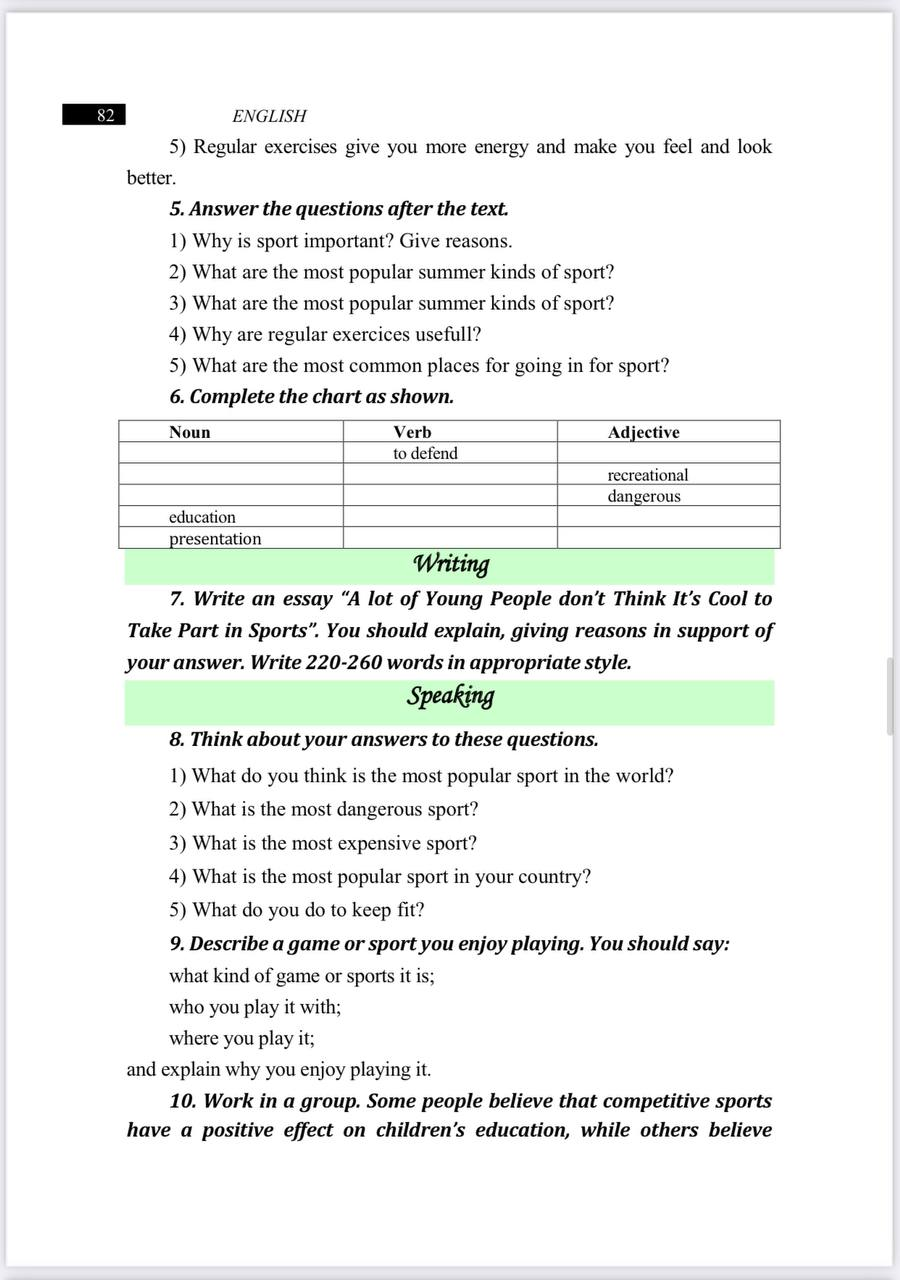 82 ENGLISH
5) Regular exercises give you more energy and make you feel and look
better.
5. Answer the questions after the text.
1) Why is sport important? Give reasons.
2) What are the most popular summer kinds of sport?
3) What are the most popular summer kinds of sport?
4) Why are regular exercices usefull?
5) What are the most common places for going in for sport?
6. Complete the chart as shown.
Noun Verb Adjective
to defend
recreational
dangerous
education
presentation
Writing
7. Write an essay “A lot of Young People don’t Think It’s Cool to
Take Part in Sports”. You should explain, giving reasons in support of
your answer. Write 220-260 words in appropriate style.
Speaking
8. Think about your answers to these questions.
1) What do you think is the most popular sport in the world?
2) What is the most dangerous sport?
3) What is the most expensive sport?
4) What is the most popular sport in your country?
5) What do you do to keep fit?
9. Describe a game or sport you enjoy playing. You should say:
what kind of game or sports it is;
who you play it with;
where you play it;
and explain why you enjoy playing it.
10. Work in a group. Some people believe that competitive sports
have a positive effect on children’s education, while others believe